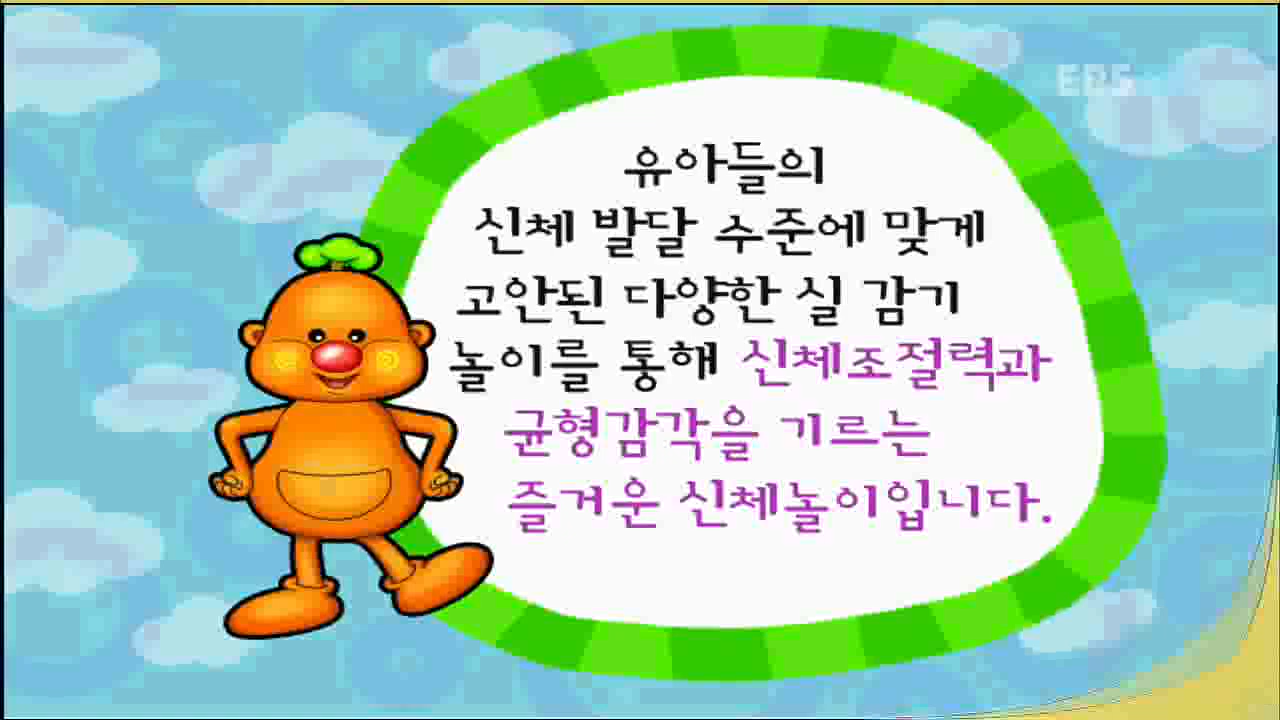 EBS
유아들의
신체 발달 수준에 맞게
고안된 다양한 실 감기
놀이를 통해 신체조절력과
균형감각을 기르는
즐거운 신체놀이입니다.